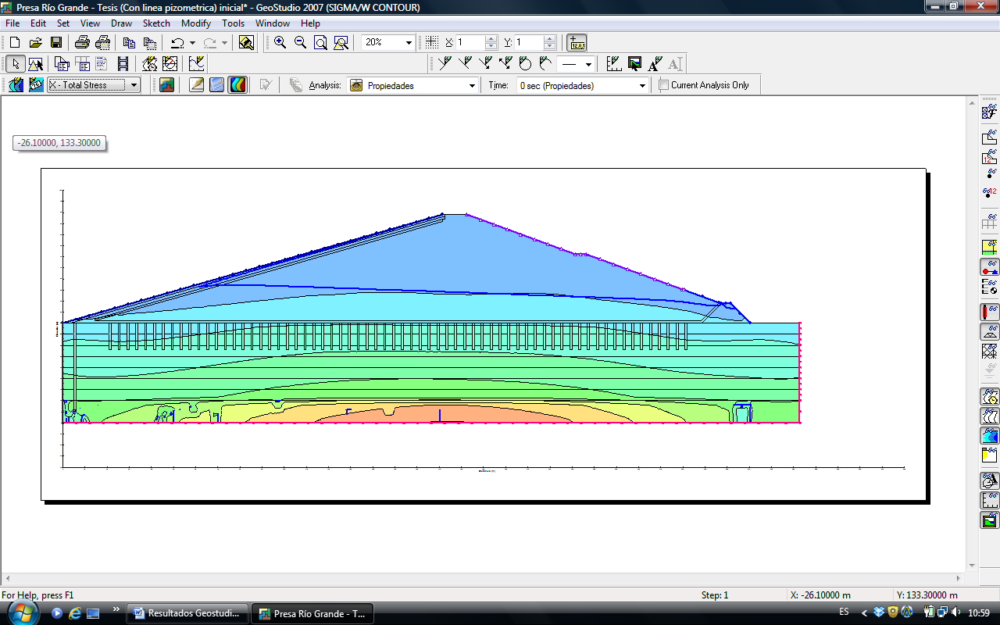 Presa Río Grande - Tesis (Con linea pizometrica) inicial* - GeoStudio 2007 (SIGMA/W CONTOUR)
File Edit Set View Draw Sketch Modify Tools Window Help
20% X: 1 Y: 1
X - Total Stress Analysis: Propiedades Time: 0 sec (Propiedades) Current Analysis Only
-26.10000, 133.30000
For Help, press F1 Step: 1 X: -26.10000 m Y: 133.30000 m
Resultados Geostudi... Presa Río Grande - T... ES 10:59